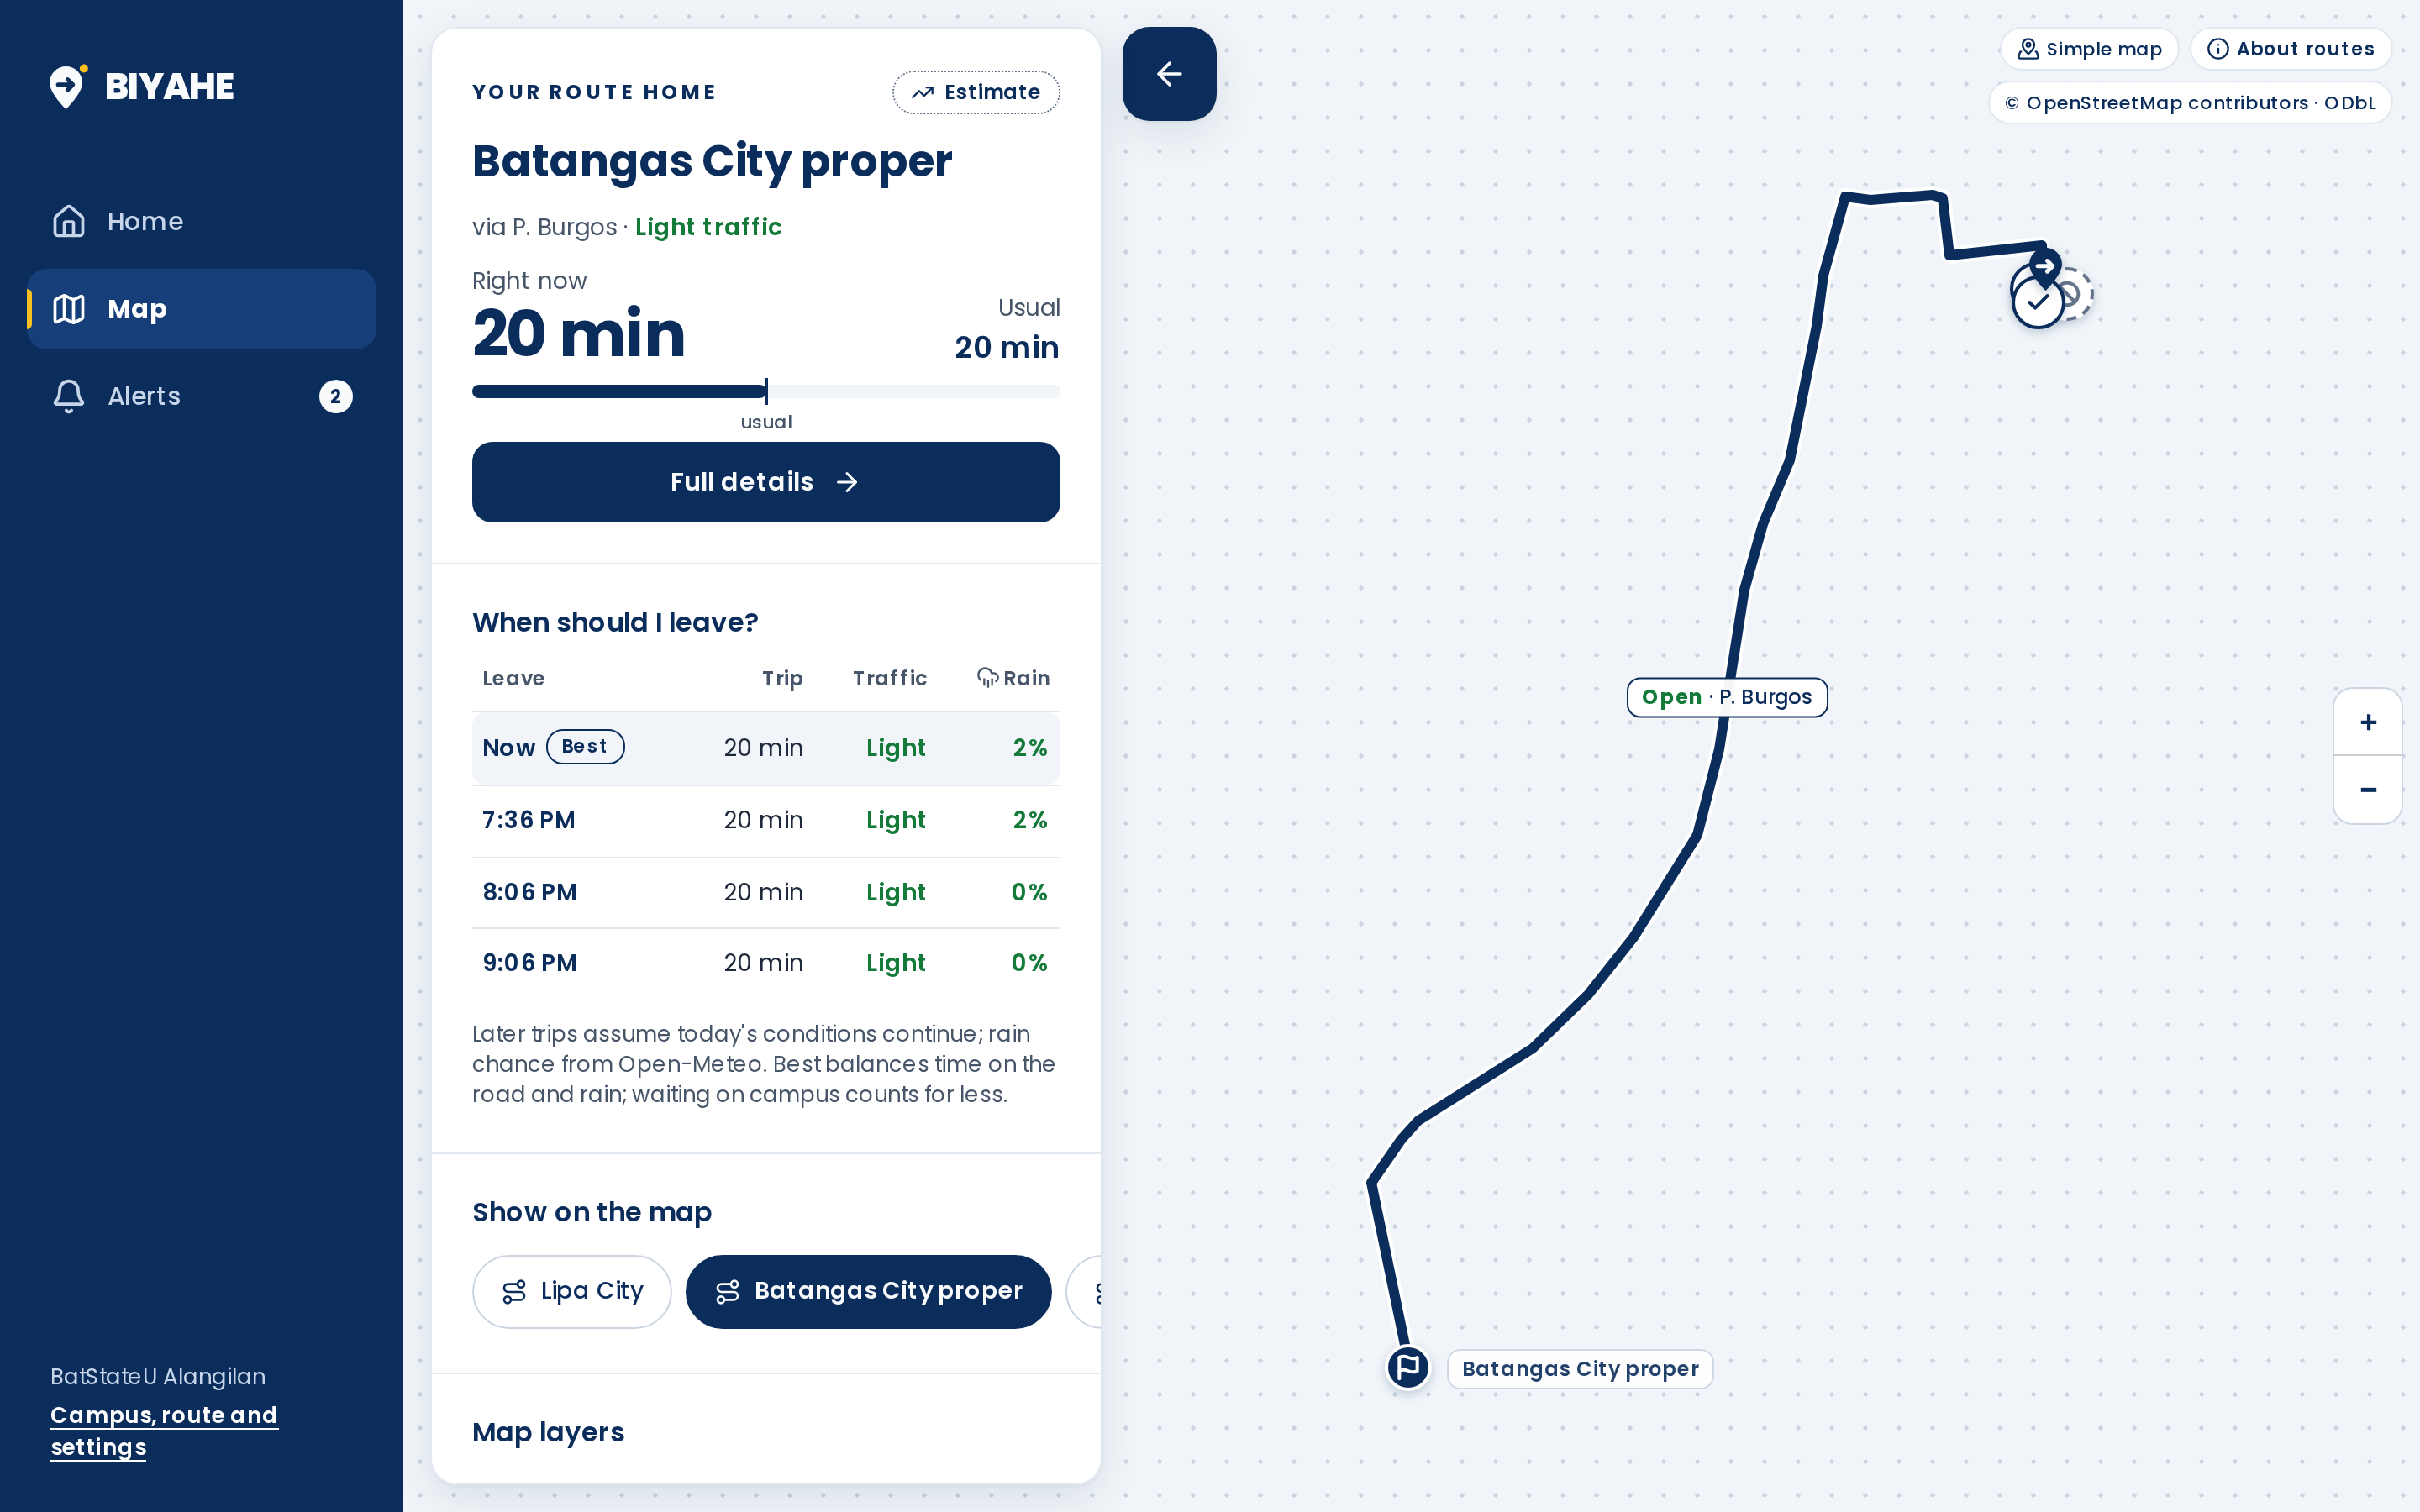 BIYAHE
Home
Map
Alerts
2
BatStateU Alangilan
Campus, route and
settings
YOUR ROUTE HOME
Estimate
Batangas City proper
via P. Burgos · Light traffic
Right now
20 min
Usual
20 min
usual
Full details
When should I leave?
Leave Trip Traffic Rain
Now Best 20 min Light 2%
7:36 PM 20 min Light 2%
8:06 PM 20 min Light 0%
9:06 PM 20 min Light 0%
Later trips assume today's conditions continue; rain
chance from Open-Meteo. Best balances time on the
road and rain; waiting on campus counts for less.
Show on the map
Lipa City
Batangas City proper
Map layers
Simple map
About routes
© OpenStreetMap contributors · ODbL
Open · P. Burgos
+
−
Batangas City proper